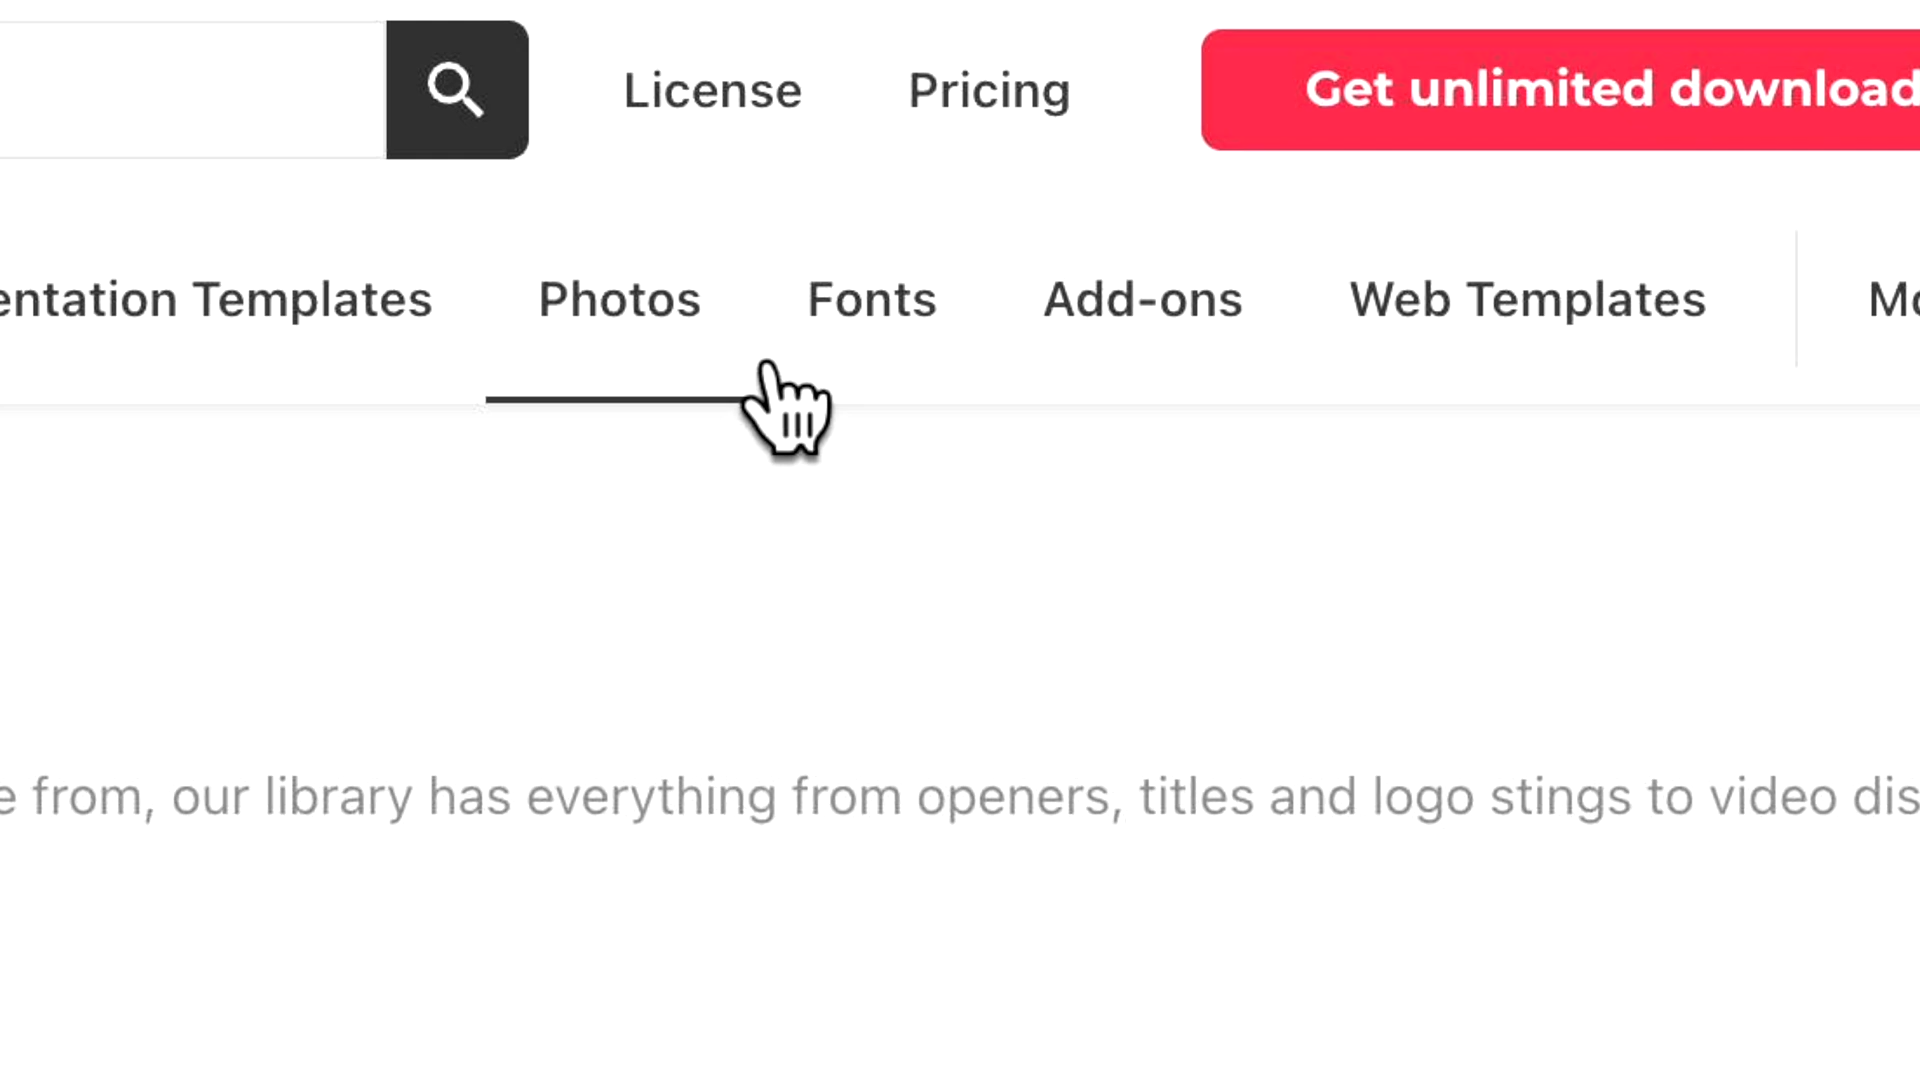 License Pricing Get unlimited download
entation Templates Photos Fonts Add-ons Web Templates Mo
e from, our library has everything from openers, titles and logo stings to video dis